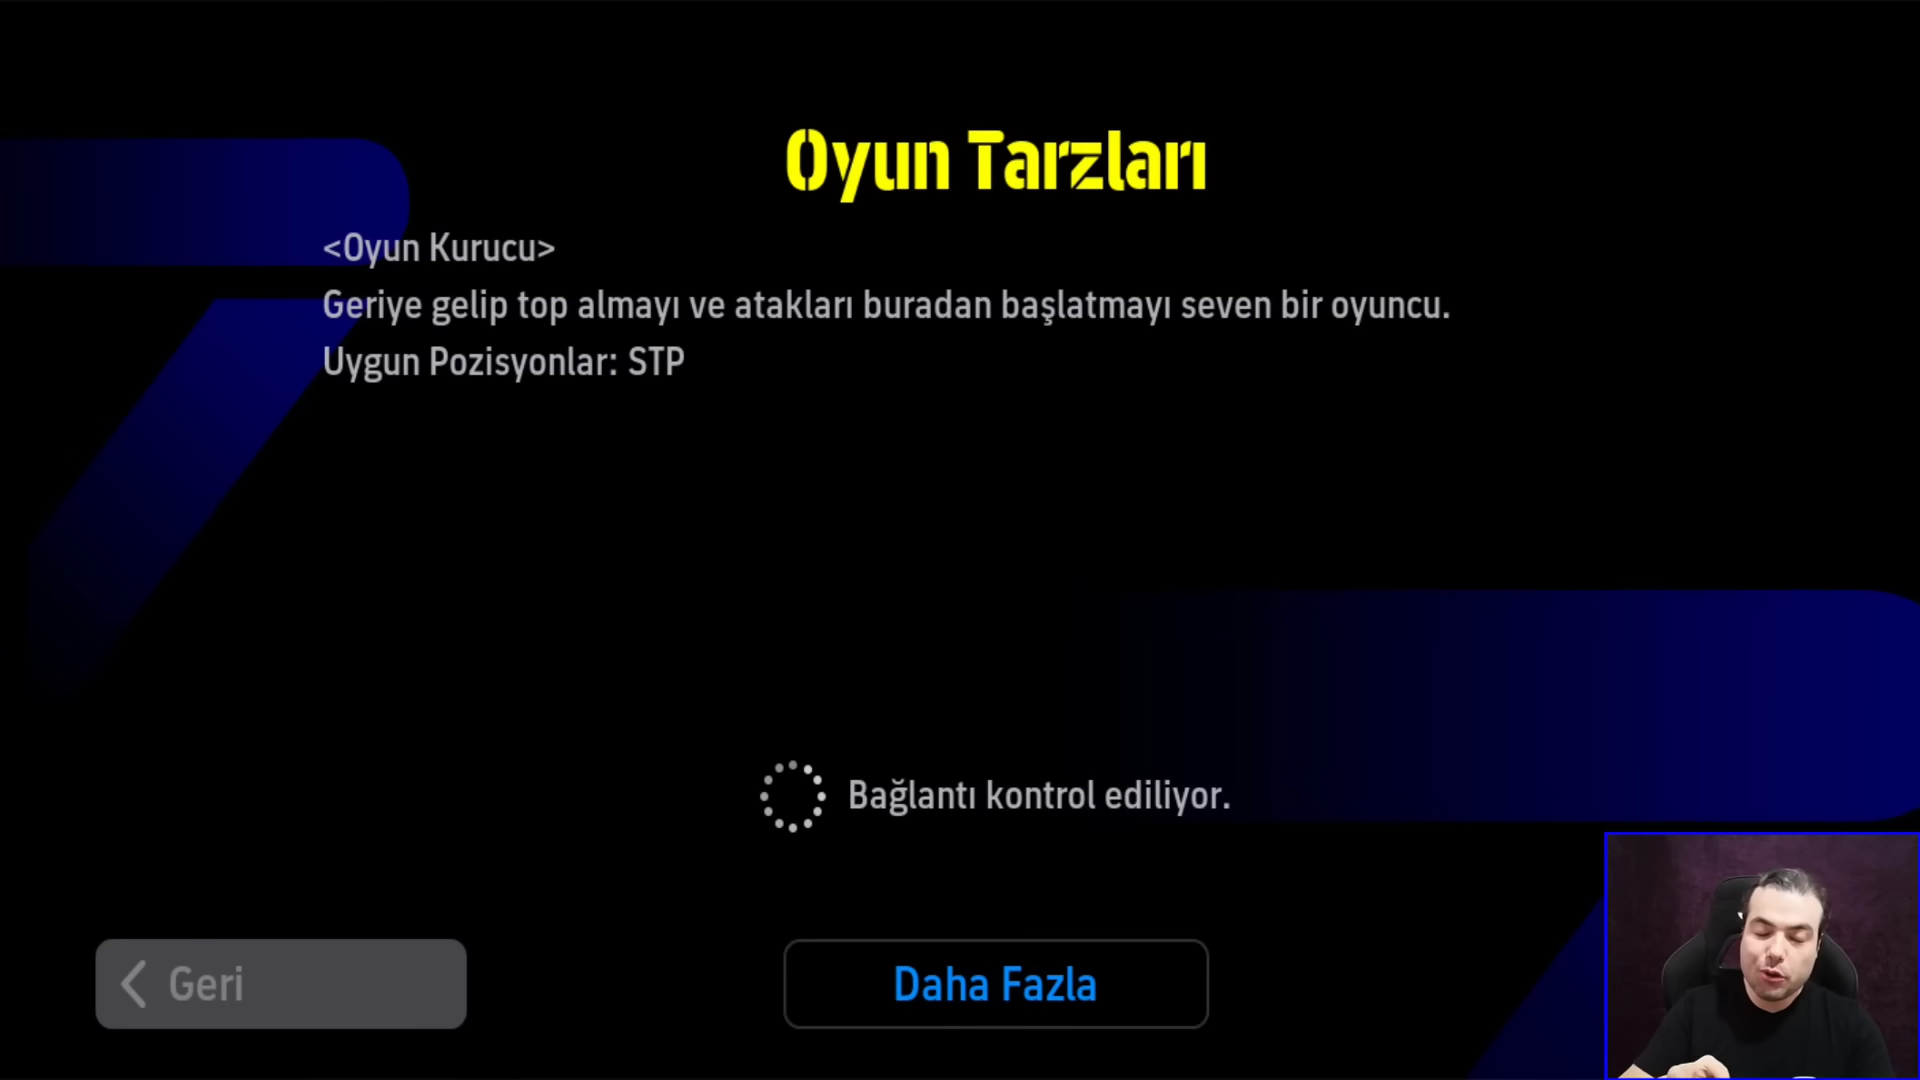 Oyun Tarzları
<Oyun Kurucu>
Geriye gelip top almayı ve atakları buradan başlatmayı seven bir oyuncu.
Uygun Pozisyonlar: STP
Bağlantı kontrol ediliyor.
Geri
Daha Fazla